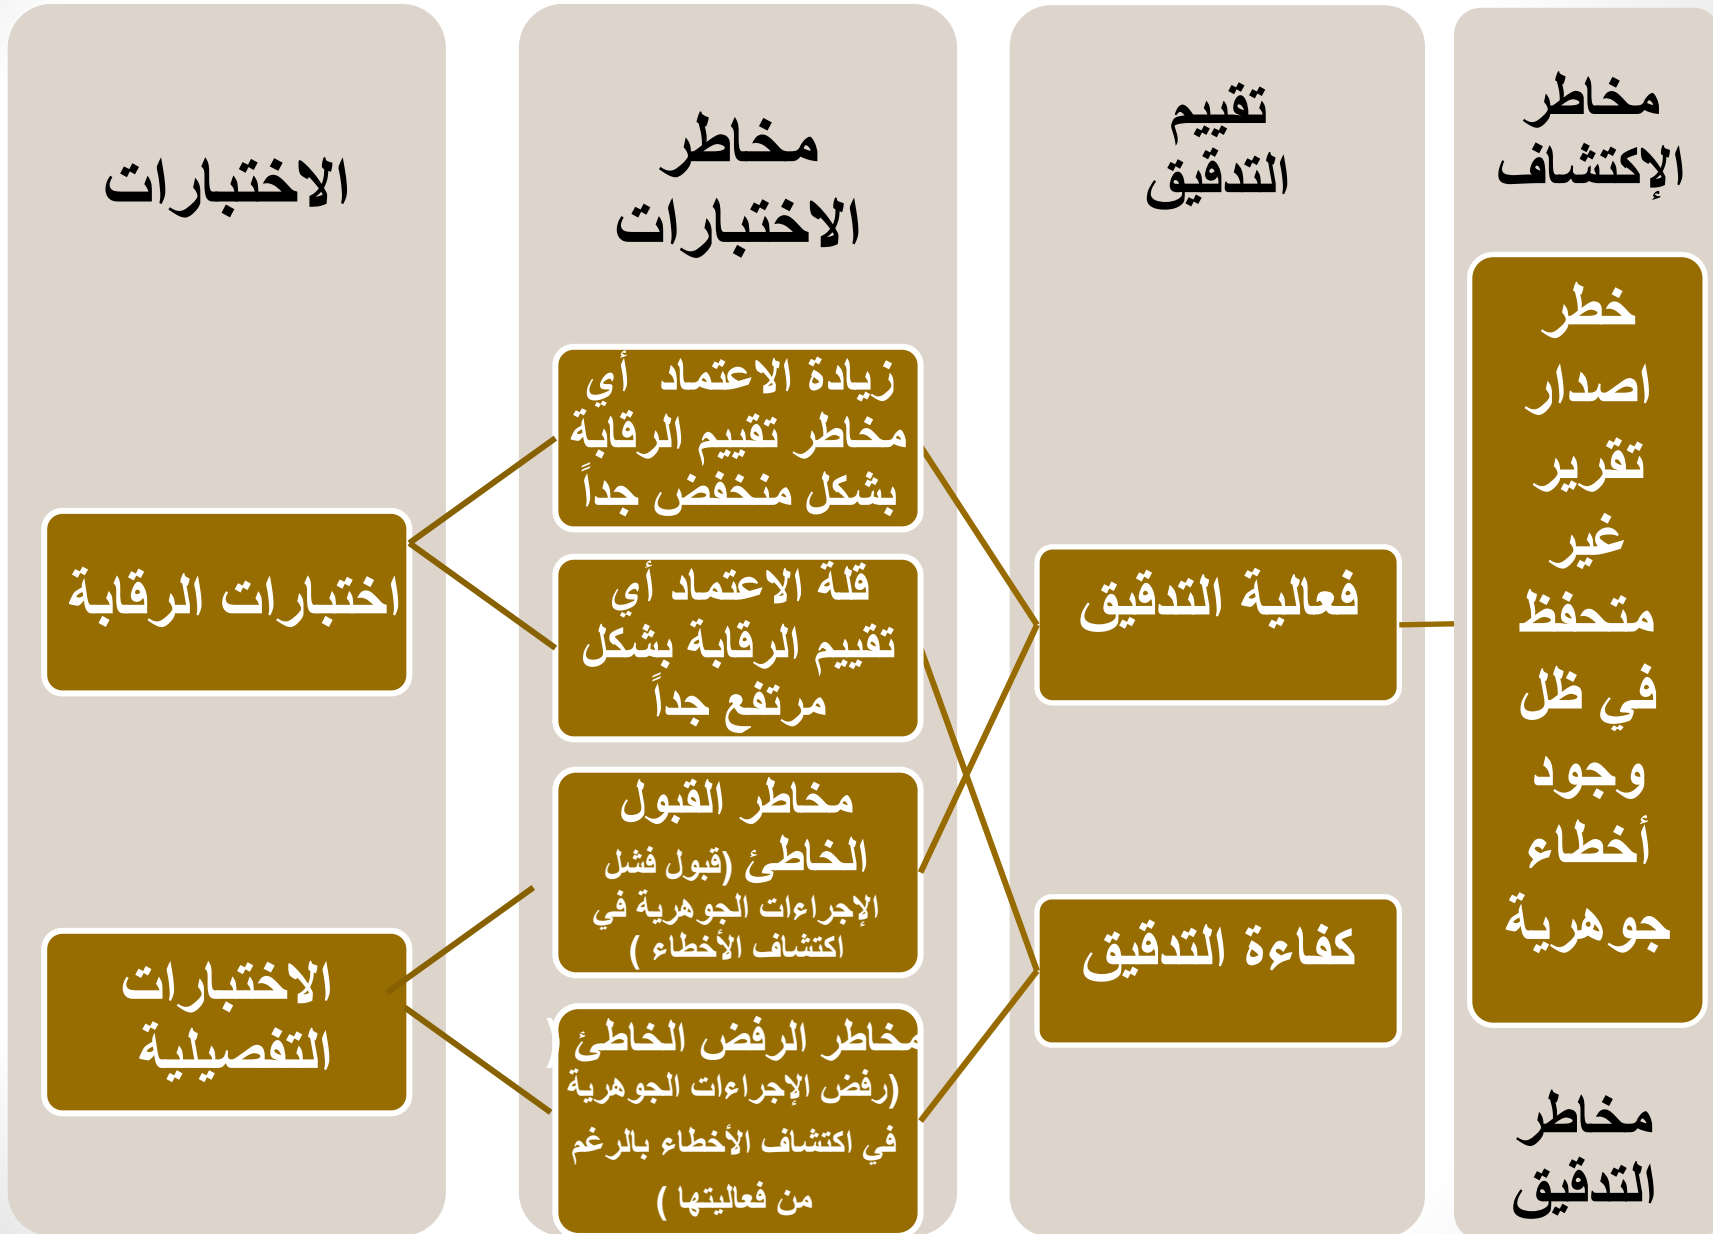 الاختبارات
اختبارات الرقابة
الاختبارات
التفصيلية
مخاطر
الاختبارات
زيادة الاعتماد أي
مخاطر تقييم الرقابة
بشكل منخفض جداً
قلة الاعتماد أي
تقييم الرقابة بشكل
مرتفع جداً
مخاطر القبول
الخاطئ (قبول فشل
الإجراءات الجوهرية في
اكتشاف الأخطاء )
مخاطر الرفض الخاطئ (
(رفض الإجراءات الجوهرية
في اكتشاف الأخطاء بالرغم
من فعاليتها )
تقييم
التدقيق
فعالية التدقيق
كفاءة التدقيق
مخاطر
الإكتشاف
خطر
اصدار
تقرير
غير
متحفظ
في ظل
وجود
أخطاء
جوهرية
مخاطر
التدقيق